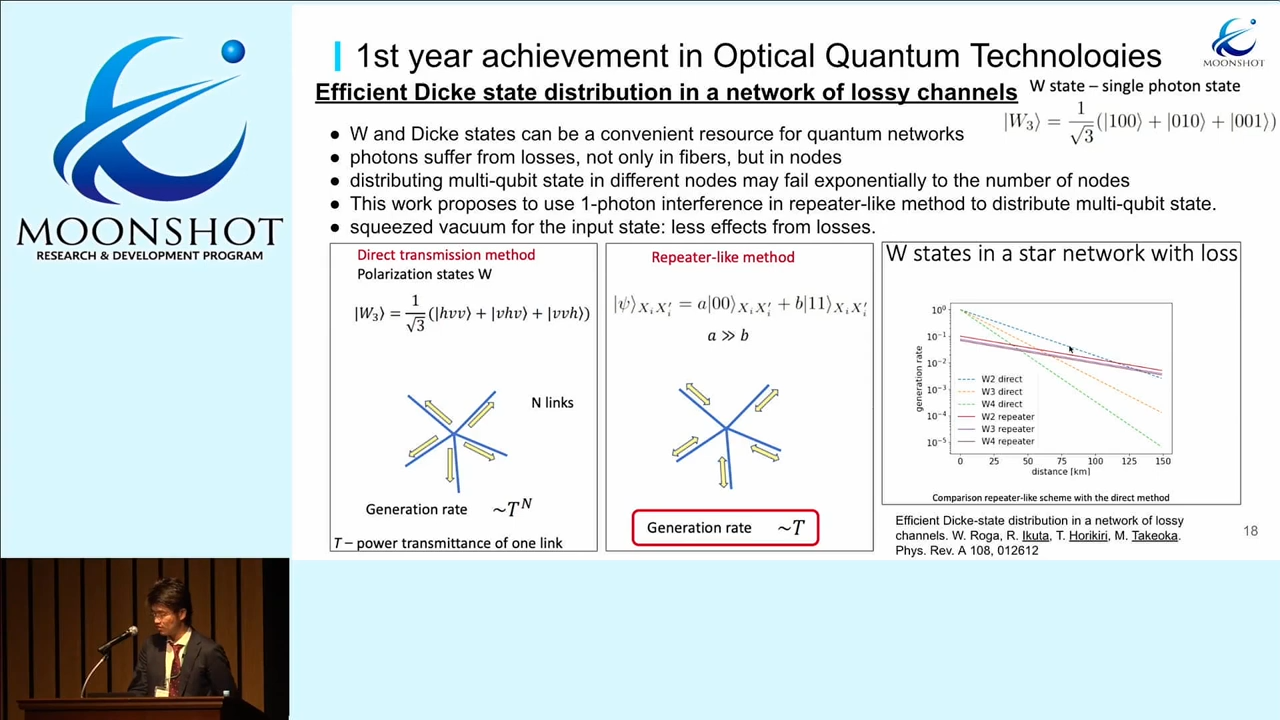 MOONSHOT
RESEARCH & DEVELOPMENT PROGRAM
1st year achievement in Optical Quantum Technologies
MOONSHOT
Efficient Dicke state distribution in a network of lossy channels
W state – single photon state
|W₃⟩ = 1/√3 (|100⟩ + |010⟩ + |001⟩)
● W and Dicke states can be a convenient resource for quantum networks
● photons suffer from losses, not only in fibers, but in nodes
● distributing multi-qubit state in different nodes may fail exponentially to the number of nodes
● This work proposes to use 1-photon interference in repeater-like method to distribute multi-qubit state.
● squeezed vacuum for the input state: less effects from losses.
Direct transmission method
Polarization states W
|W₃⟩ = 1/√3 (|hvv⟩ + |vhv⟩ + |vvh⟩)
N links
Generation rate ~Tᴺ
T – power transmittance of one link
Repeater-like method
|ψ⟩XᵢXᵢ′ = a|00⟩XᵢXᵢ′ + b|11⟩XᵢXᵢ′
a ≫ b
Generation rate ~T
W states in a star network with loss
generation rate
10⁰
10⁻¹
10⁻²
10⁻³
10⁻⁴
10⁻⁵
W2 direct
W3 direct
W4 direct
W2 repeater
W3 repeater
W4 repeater
0 25 50 75 100 125 150
distance [km]
Comparison repeater-like scheme with the direct method
Efficient Dicke-state distribution in a network of lossy
channels. W. Roga, R. Ikuta, T. Horikiri, M. Takeoka.
Phys. Rev. A 108, 012612
18